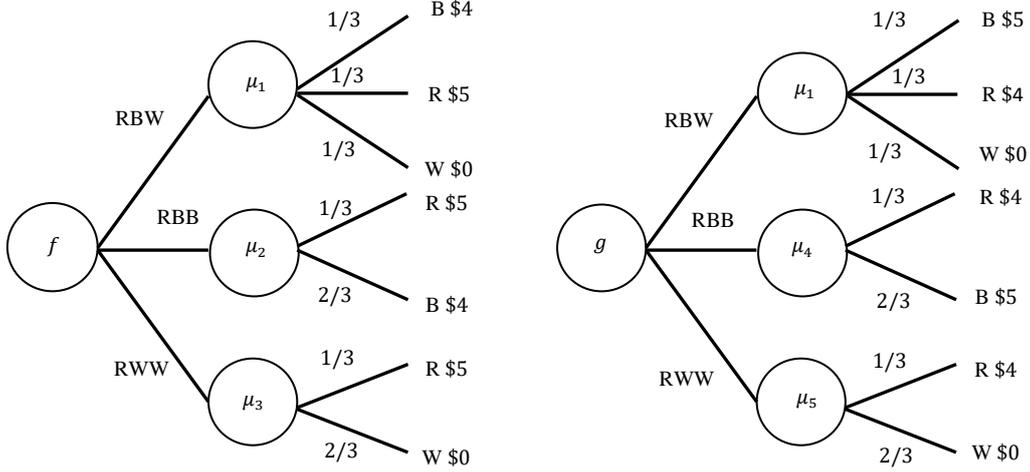 1/3
B $4
μ₁
1/3
R $5
RBW
1/3
W $0
f
RBB
μ₂
1/3
R $5
2/3
B $4
RWW
μ₃
1/3
R $5
2/3
W $0
1/3
B $5
μ₁
1/3
R $4
RBW
1/3
W $0
g
RBB
μ₄
1/3
R $4
2/3
B $5
RWW
μ₅
1/3
R $4
2/3
W $0